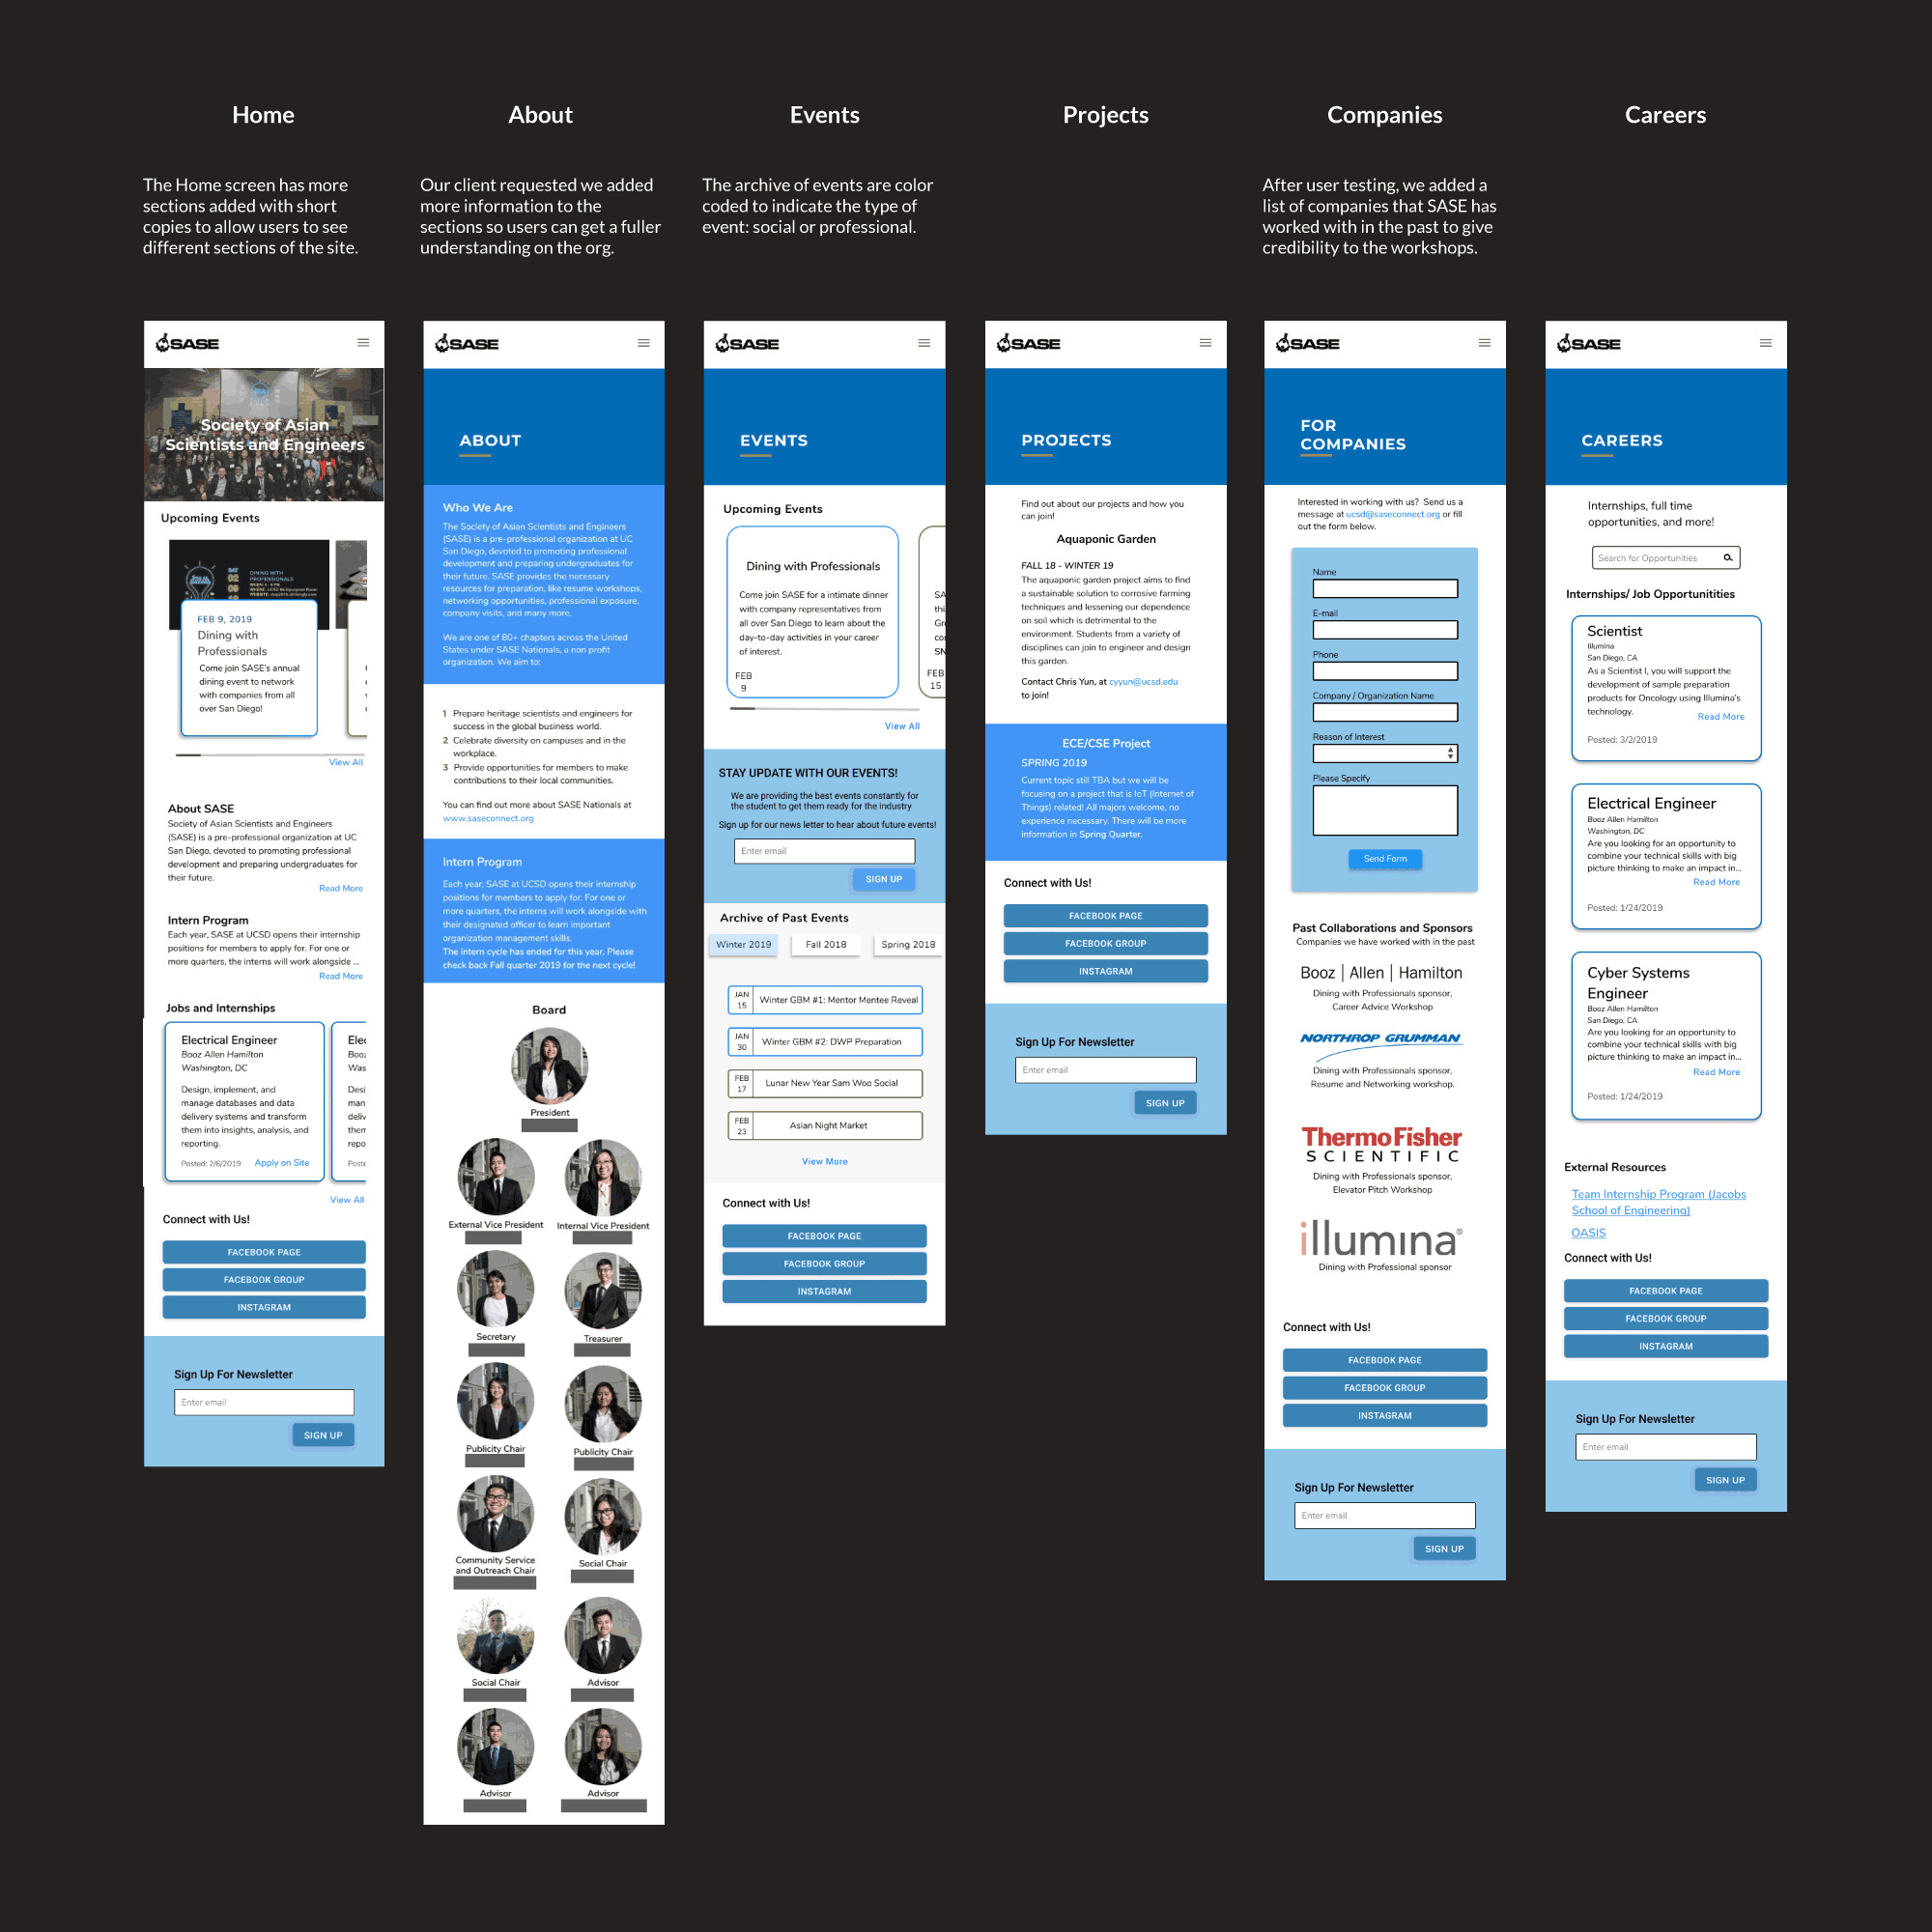 Home
The Home screen has more
sections added with short
copies to allow users to see
different sections of the site.
About
Our client requested we added
more information to the
sections so users can get a fuller
understanding on the org.
Events
The archive of events are color
coded to indicate the type of
event: social or professional.
Projects
Companies
After user testing, we added a
list of companies that SASE has
worked with in the past to give
credibility to the workshops.
Careers
SASE
Society of Asian
Scientists and Engineers
Upcoming Events
SAT
02
09
DINING WITH
PROFESSIONALS
FEB 9, 2019
Dining with
Professionals
Come join SASE's annual
dining event to network
with companies from all
over San Diego!
View All
About SASE
Society of Asian Scientists and Engineers
(SASE) is a pre-professional organization at UC
San Diego, devoted to promoting professional
development and preparing undergraduates for
their future.
Read More
Intern Program
Each year, SASE at UCSD opens their internship
positions for members to apply for. For one or
more quarters, the interns will work alongside ...
Read More
Jobs and Internships
Electrical Engineer
Booz Allen Hamilton
Washington, DC
Design, implement, and
manage databases and data
delivery systems and transform
them into insights, analysis, and
reporting.
Posted: 2/6/2019 Apply on Site
Elec
Booz
Was
Desi
man
deliv
them
repo
Poste
View All
Connect with Us!
FACEBOOK PAGE
FACEBOOK GROUP
INSTAGRAM
Sign Up For Newsletter
Enter email
SIGN UP
SASE
ABOUT
Who We Are
The Society of Asian Scientists and Engineers
(SASE) is a pre-professional organization at UC
San Diego, devoted to promoting professional
development and preparing undergraduates for
their future. SASE provides the necessary
resources for preparation, like resume workshops,
networking opportunities, professional exposure,
company visits, and many more.
We are one of 80+ chapters across the United
States under SASE Nationals, a non profit
organization. We aim to:
1 Prepare heritage scientists and engineers for
success in the global business world.
2 Celebrate diversity on campuses and in the
workplace.
3 Provide opportunities for members to make
contributions to their local communities.
You can find out more about SASE Nationals at
www.saseconnect.org
Intern Program
Each year, SASE at UCSD opens their internship
positions for members to apply for. For one or
more quarters, the interns will work alongside with
their designated officer to learn important
organization management skills.
The intern cycle has ended for this year. Please
check back Fall quarter 2019 for the next cycle!
Board
President
External Vice President Internal Vice President
Secretary Treasurer
Publicity Chair Publicity Chair
Community Service
and Outreach Chair
Social Chair
Social Chair Advisor
Advisor Advisor
SASE
EVENTS
Upcoming Events
Dining with Professionals
Come join SASE for a intimate dinner
with company representatives from
all over San Diego to learn about the
day-to-day activities in your career
of interest.
FEB
9
SA
thi
Gr
co
SN
FEB
15
View All
STAY UPDATE WITH OUR EVENTS!
We are providing the best events constantly for
the student to get them ready for the industry
Sign up for our news letter to hear about future events!
Enter email
SIGN UP
Archive of Past Events
Winter 2019 Fall 2018 Spring 2018
JAN
15
Winter GBM #1: Mentor Mentee Reveal
JAN
30
Winter GBM #2: DWP Preparation
FEB
17
Lunar New Year Sam Woo Social
FEB
23
Asian Night Market
View More
Connect with Us!
FACEBOOK PAGE
FACEBOOK GROUP
INSTAGRAM
SASE
PROJECTS
Find out about our projects and how you
can join!
Aquaponic Garden
FALL 18 - WINTER 19
The aquaponic garden project aims to find
a sustainable solution to corrosive farming
techniques and lessening our dependence
on soil which is detrimental to the
environment. Students from a variety of
disciplines can join to engineer and design
this garden.
Contact Chris Yun, at cyyun@ucsd.edu
to join!
ECE/CSE Project
SPRING 2019
Current topic still TBA but we will be
focusing on a project that is IoT (Internet of
Things) related! All majors welcome, no
experience necessary. There will be more
information in Spring Quarter.
Connect with Us!
FACEBOOK PAGE
FACEBOOK GROUP
INSTAGRAM
Sign Up For Newsletter
Enter email
SIGN UP
SASE
FOR
COMPANIES
Interested in working with us? Send us a
message at ucsd@saseconnect.org or fill
out the form below.
Name
E-mail
Phone
Company / Organization Name
Reason of Interest
Please Specify
Send Form
Past Collaborations and Sponsors
Companies we have worked with in the past
Booz | Allen | Hamilton
Dining with Professionals sponsor,
Career Advice Workshop
NORTHROP GRUMMAN
Dining with Professionals sponsor,
Resume and Networking workshop.
ThermoFisher
SCIENTIFIC
Dining with Professionals sponsor,
Elevator Pitch Workshop
illumina®
Dining with Professional sponsor
Connect with Us!
FACEBOOK PAGE
FACEBOOK GROUP
INSTAGRAM
Sign Up For Newsletter
Enter email
SIGN UP
SASE
CAREERS
Internships, full time
opportunities, and more!
Search for Opportunities
Internships/ Job Opportunitities
Scientist
Illumina
San Diego, CA
As a Scientist I, you will support the
development of sample preparation
products for Oncology using Illumina's
technology.
Read More
Posted: 3/2/2019
Electrical Engineer
Booz Allen Hamilton
Washington, DC
Are you looking for an opportunity to
combine your technical skills with big
picture thinking to make an impact in...
Read More
Posted: 1/24/2019
Cyber Systems
Engineer
Booz Allen Hamilton
San Diego, CA
Are you looking for an opportunity to
combine your technical skills with big
picture thinking to make an impact in...
Read More
Posted: 1/24/2019
External Resources
Team Internship Program (Jacobs
School of Engineering)
OASIS
Connect with Us!
FACEBOOK PAGE
FACEBOOK GROUP
INSTAGRAM
Sign Up For Newsletter
Enter email
SIGN UP